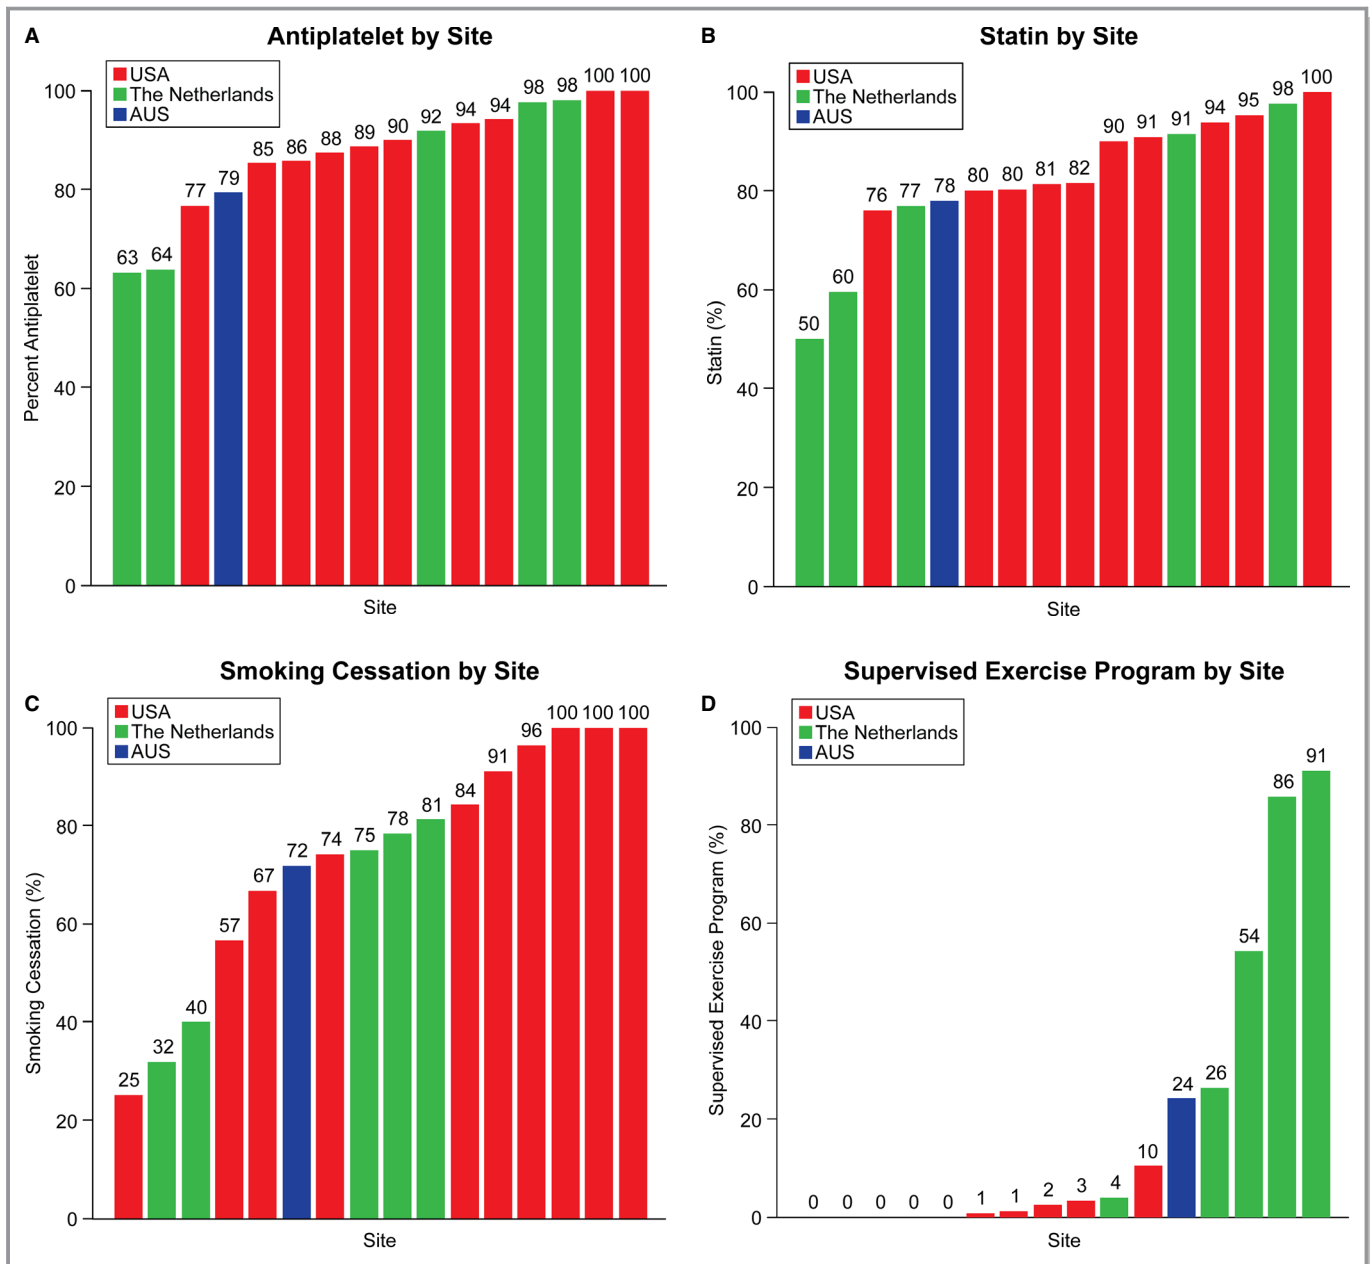 A
Antiplatelet by Site
USA
The Netherlands
AUS
Percent Antiplatelet
100
80
60
40
20
0
63 64 77 79 85 86 88 89 90 92 94 94 98 98 100 100
Site
B
Statin by Site
USA
The Netherlands
AUS
Statin (%)
100
80
60
40
20
0
50 60 76 77 78 80 80 81 82 90 91 91 94 95 98 100
Site
C
Smoking Cessation by Site
USA
The Netherlands
AUS
Smoking Cessation (%)
100
80
60
40
20
0
25 32 40 57 67 72 74 75 78 81 84 91 96 100 100 100
Site
D
Supervised Exercise Program by Site
USA
The Netherlands
AUS
Supervised Exercise Program (%)
100
80
60
40
20
0
0 0 0 0 0 1 1 2 3 4 10 24 26 54 86 91
Site